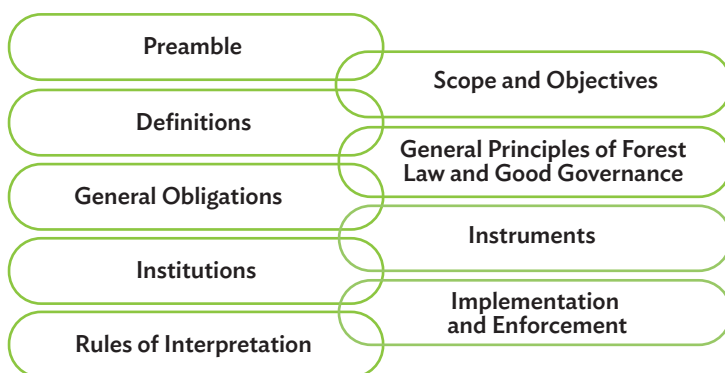 Preamble
Scope and Objectives
Definitions
General Principles of Forest
Law and Good Governance
General Obligations
Instruments
Institutions
Implementation
and Enforcement
Rules of Interpretation